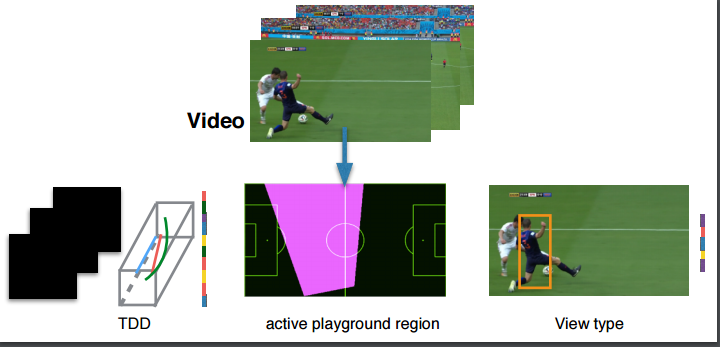 Video
TDD
active playground region
View type